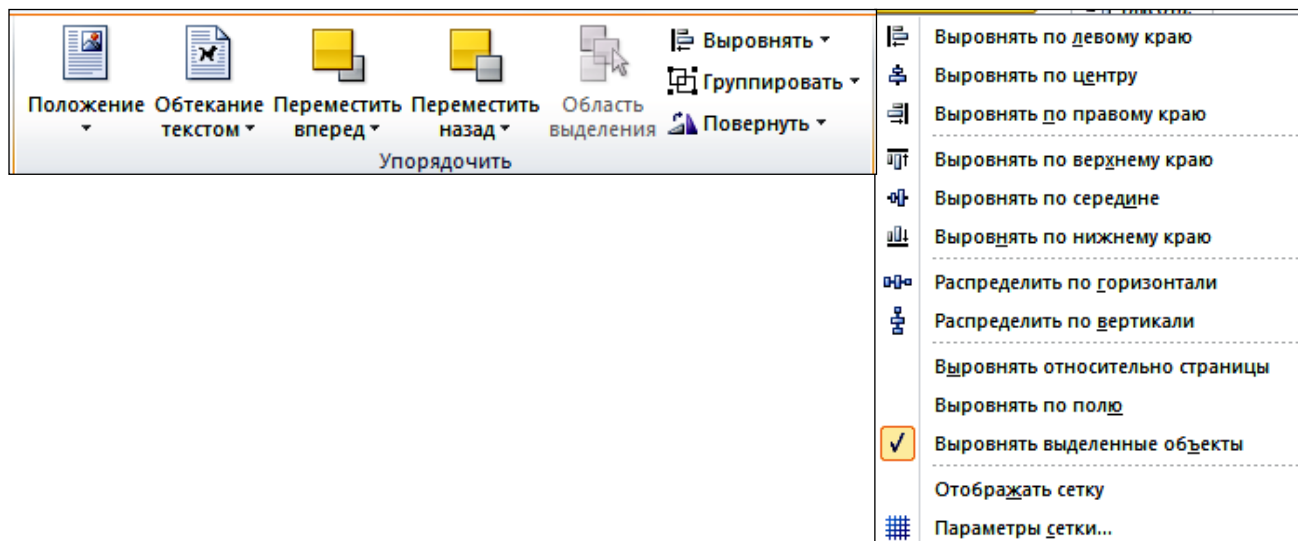 Положение
Обтекание
текстом
Переместить
вперед
Переместить
назад
Область
выделения
Выровнять
Группировать
Повернуть
Упорядочить
Выровнять по левому краю
Выровнять по центру
Выровнять по правому краю
Выровнять по верхнему краю
Выровнять по середине
Выровнять по нижнему краю
Распределить по горизонтали
Распределить по вертикали
Выровнять относительно страницы
Выровнять по полю
Выровнять выделенные объекты
Отображать сетку
Параметры сетки...